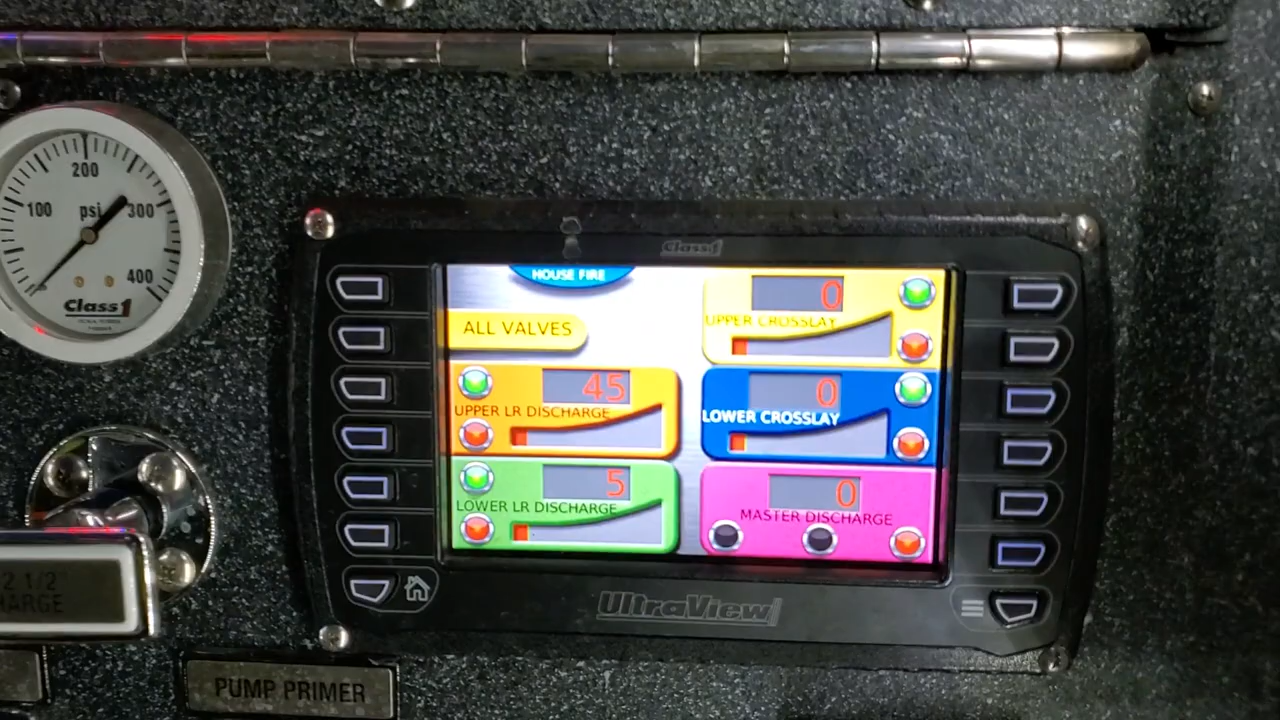 200
100 psi 300
400
Class1
Class1
HOUSE FIRE
0
UPPER CROSSLAY
ALL VALVES
45
UPPER LR DISCHARGE
0
LOWER CROSSLAY
5
LOWER LR DISCHARGE
0
MASTER DISCHARGE
UltraView
2 1/2"
HARGE
PUMP PRIMER